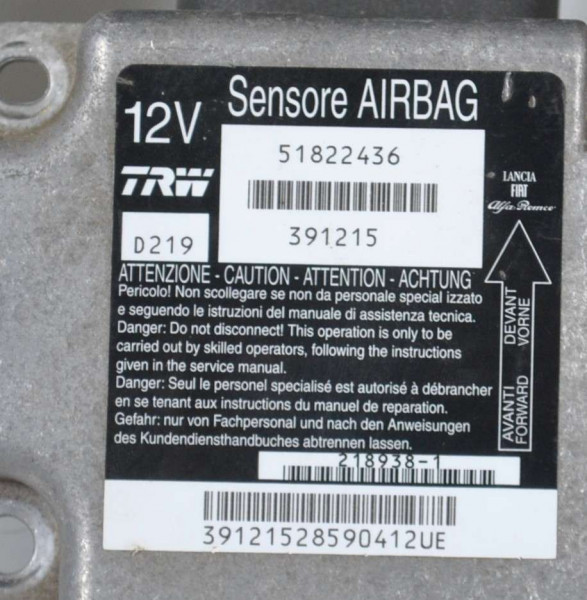 12V
Sensore AIRBAG
51822436
TRW
D219
391215
LANCIA
FIAT
Alfa-Romeo
ATTENZIONE - CAUTION - ATTENTION - ACHTUNG
Pericolo! Non scollegare se non da personale special izzato
e seguendo le istruzioni del manuale di assistenza tecnica.
Danger: Do not disconnect! This operation is only to be
carried out by skilled operators, following the instructions
given in the service manual.
Danger: Seul le personel specialisé est autorisé à débrancher
en se tenant aux instructions du manuel de reparation.
Gefahr: nur von Fachpersonal und nach den Anweisungen
des Kundendiensthandbuches abtrennen lassen.
AVANTI DEVANT
FORWARD VORNE
218938-1
39121528590412UE